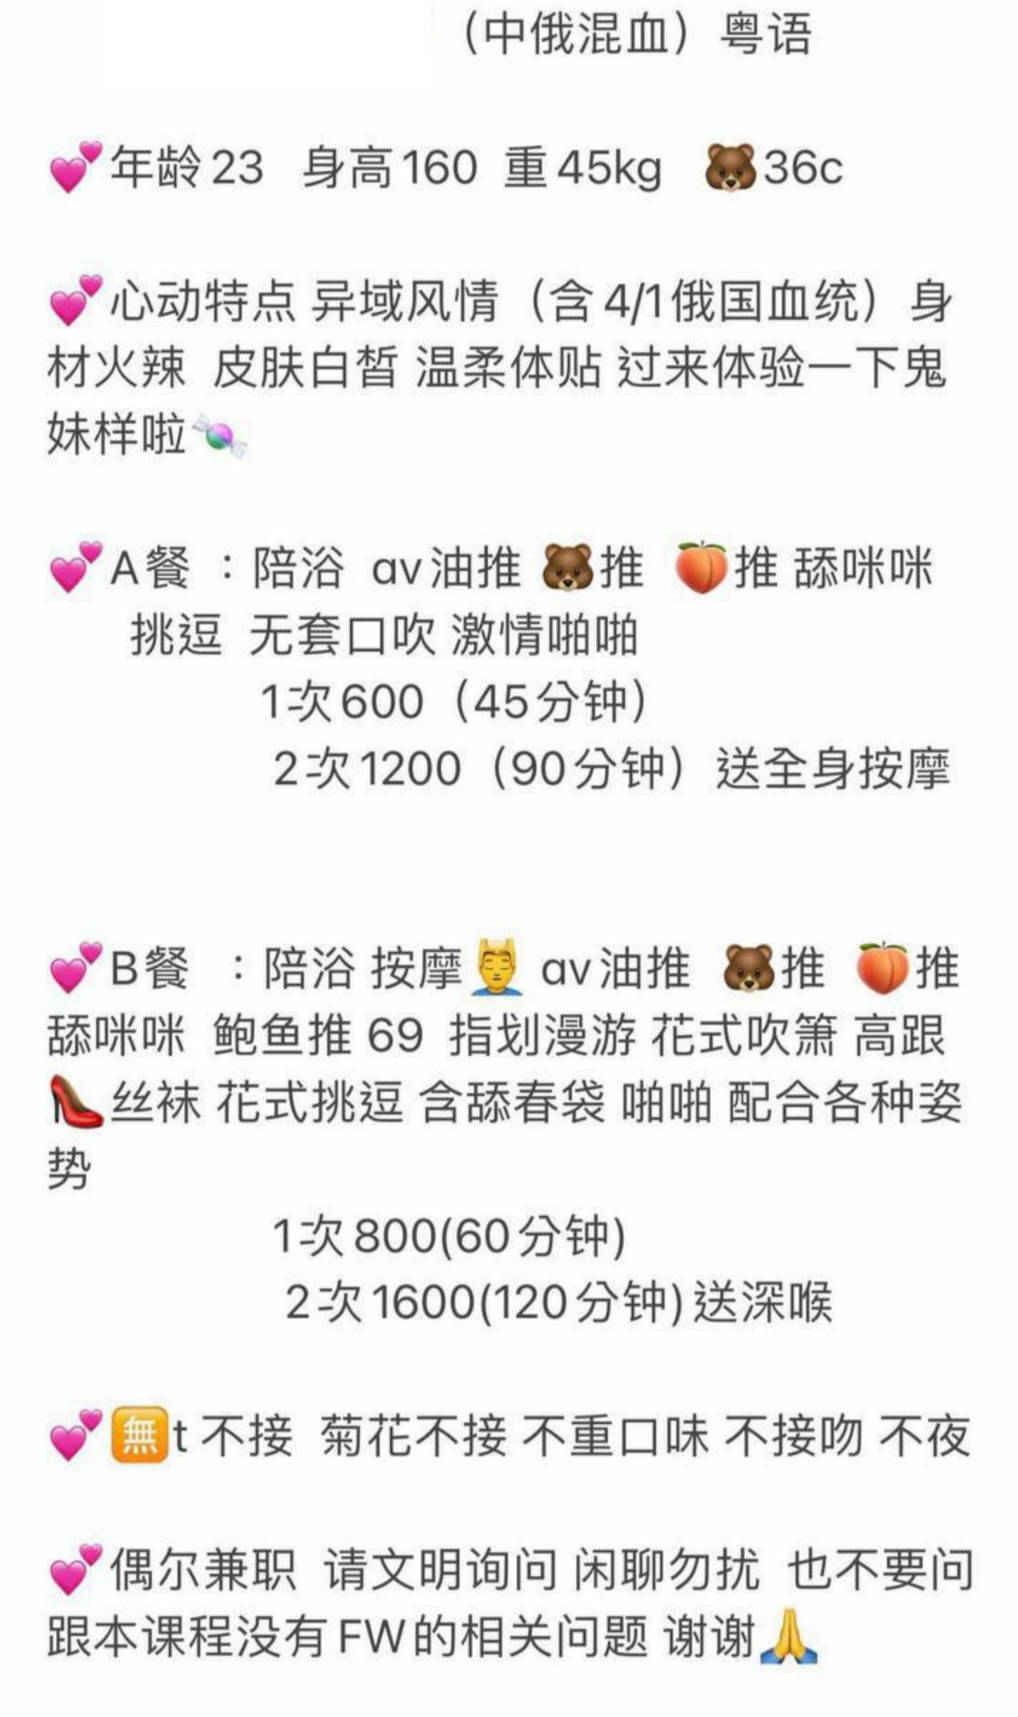 （中俄混血）粤语
💕年龄23 身高160 重45kg 🐻36c
💕心动特点 异域风情（含4/1俄国血统）身
材火辣 皮肤白皙 温柔体贴 过来体验一下鬼
妹样啦🍬
💕A餐 ：陪浴 av油推 🐻推 🍑推 舔咪咪
挑逗 无套口吹 激情啪啪
1次600（45分钟）
2次1200（90分钟）送全身按摩
💕B餐 ：陪浴 按摩💆‍♂️ av油推 🐻推 🍑推
舔咪咪 鲍鱼推 69 指划漫游 花式吹箫 高跟
👠丝袜 花式挑逗 含舔春袋 啪啪 配合各种姿
势
1次800(60分钟)
2次1600(120分钟)送深喉
💕🈚t不接 菊花不接 不重口味 不接吻 不夜
💕偶尔兼职 请文明询问 闲聊勿扰 也不要问
跟本课程没有FW的相关问题 谢谢🙏